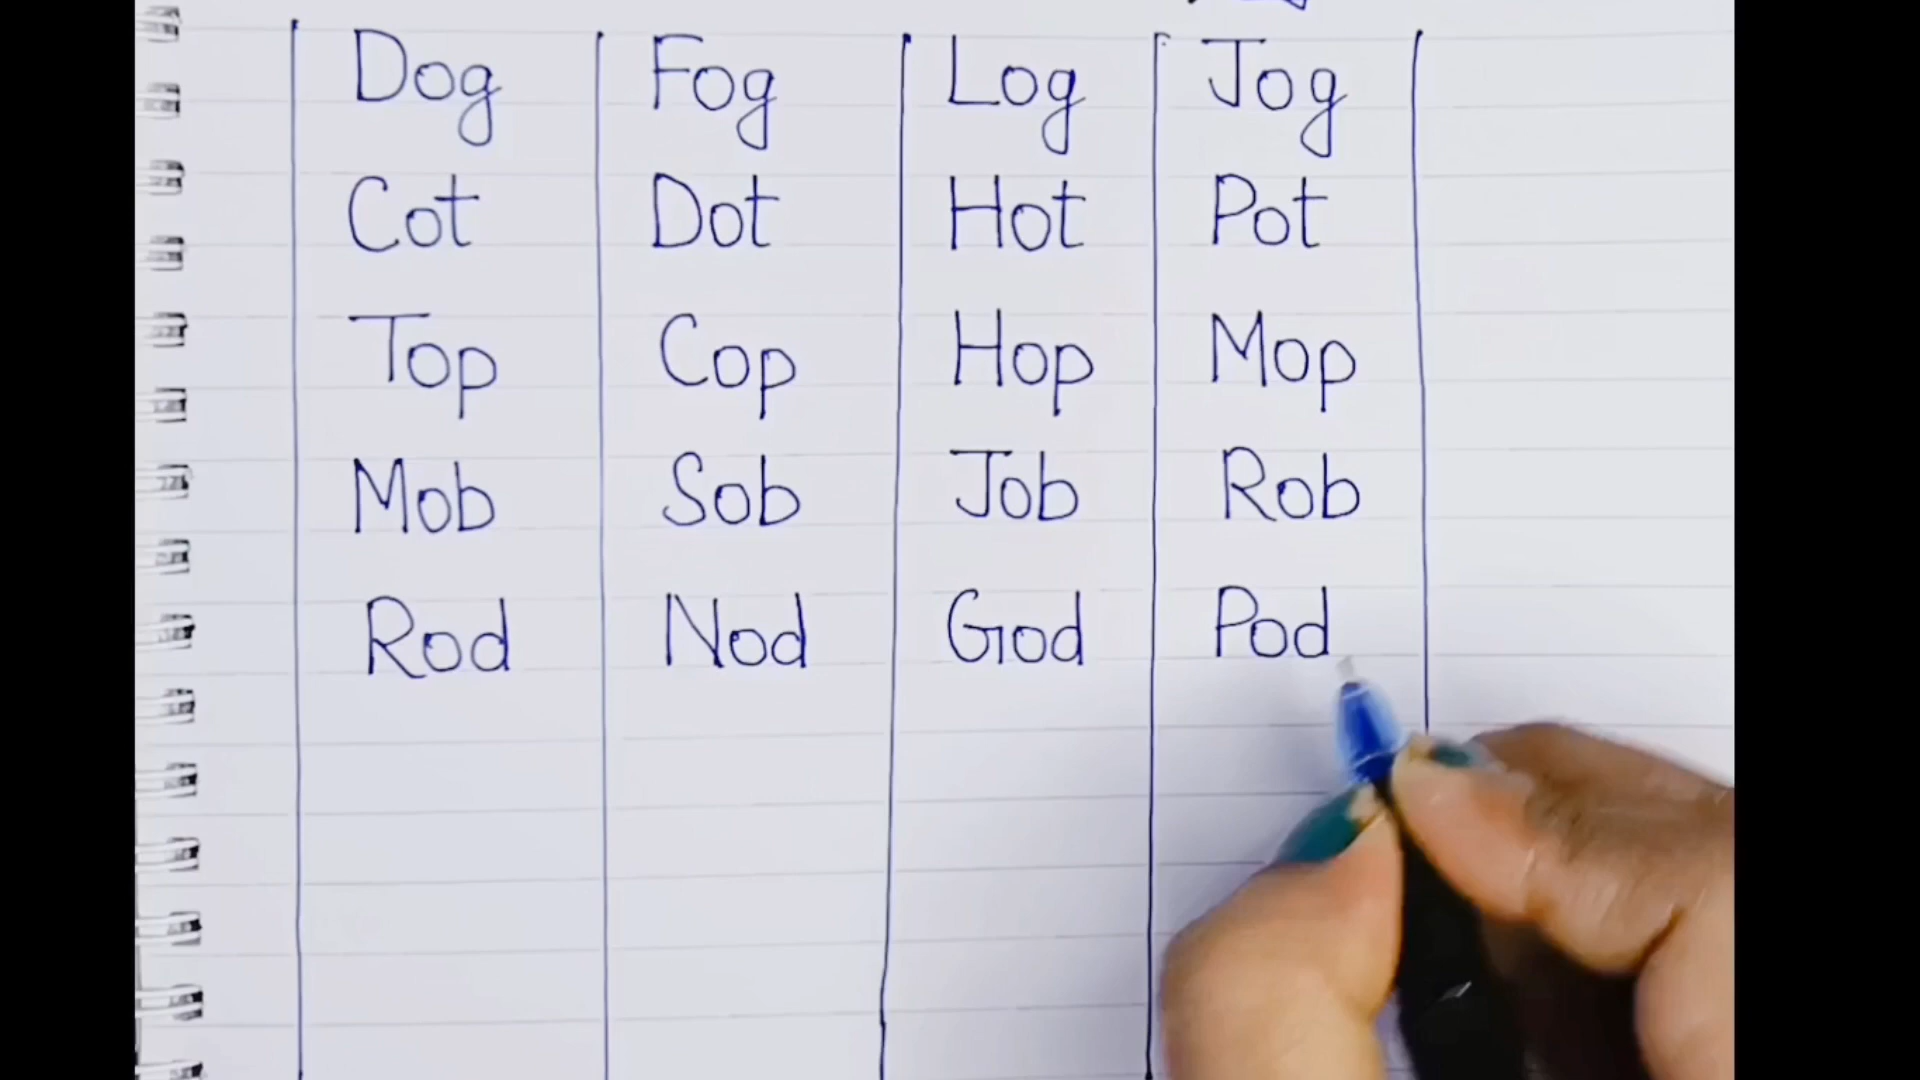 Dog Fog Log Jog
Cot Dot Hot Pot
Top Cop Hop Mop
Mob Sob Job Rob
Rod Nod God Pod